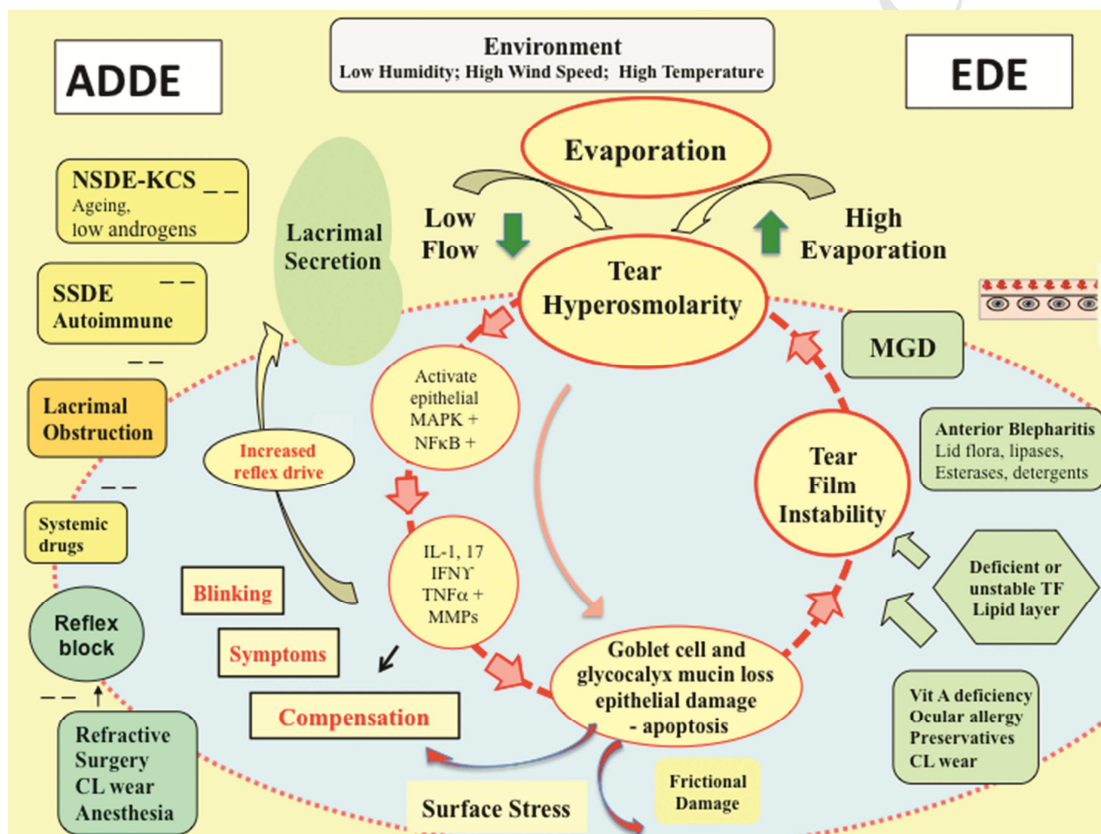 ADDE
Environment
Low Humidity; High Wind Speed; High Temperature
EDE
Evaporation
NSDE-KCS _ _
Ageing,
low androgens
Lacrimal
Secretion
Low
Flow
High
Evaporation
Tear
Hyperosmolarity
SSDE _ _
Autoimmune
_ _
MGD
Lacrimal
Obstruction
Activate
epithelial
MAPK +
NFκB +
Increased
reflex drive
Tear
Film
Instability
Anterior Blepharitis
Lid flora, lipases,
Esterases, detergents
_ _
Systemic
drugs
IL-1, 17
IFNϒ
TNFα +
MMPs
Deficient or
unstable TF
Lipid layer
Blinking
Reflex
block
Symptoms
Goblet cell and
glycocalyx mucin loss
epithelial damage
- apoptosis
_ _
Compensation
Vit A deficiency
Ocular allergy
Preservatives
CL wear
Refractive
Surgery
CL wear
Anesthesia
Surface Stress
Frictional
Damage